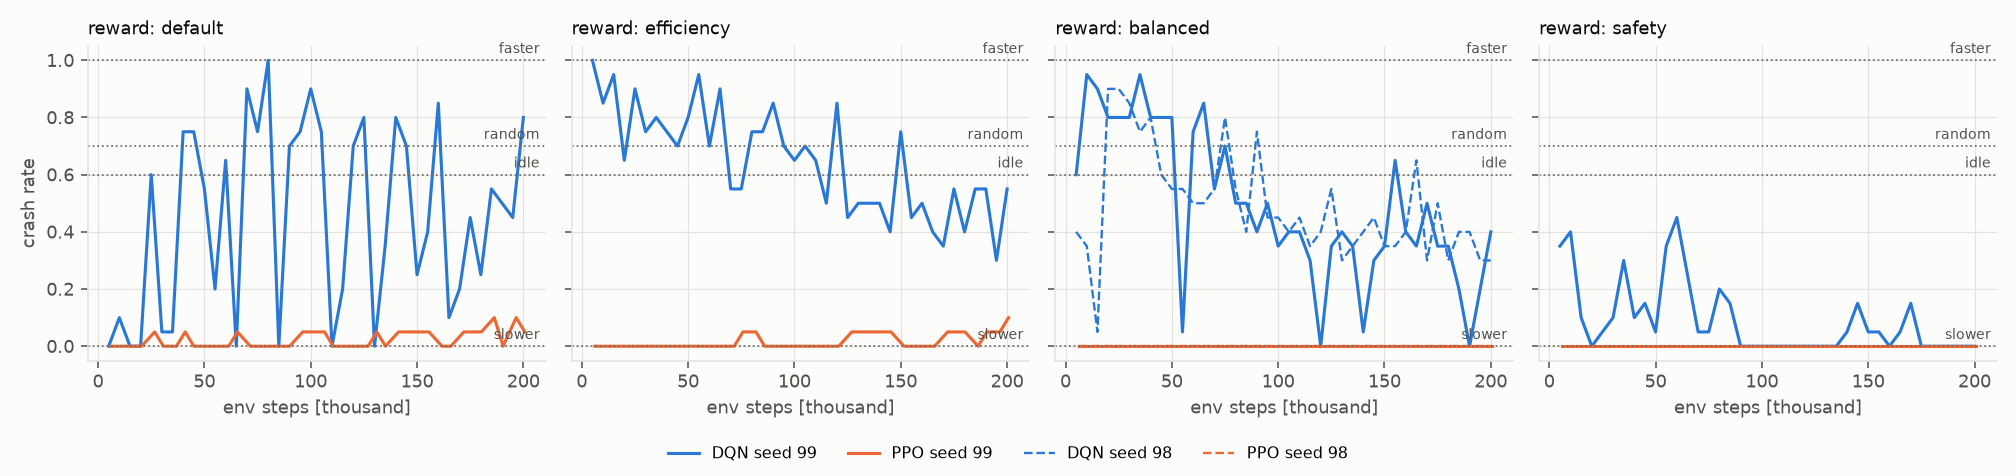 reward: default
reward: efficiency
reward: balanced
reward: safety
faster
faster
faster
faster
random
random
random
random
idle
idle
idle
idle
slower
slower
slower
slower
crash rate
1.0
0.8
0.6
0.4
0.2
0.0
0 50 100 150 200
0 50 100 150 200
0 50 100 150 200
0 50 100 150 200
env steps [thousand]
env steps [thousand]
env steps [thousand]
env steps [thousand]
DQN seed 99
PPO seed 99
DQN seed 98
PPO seed 98